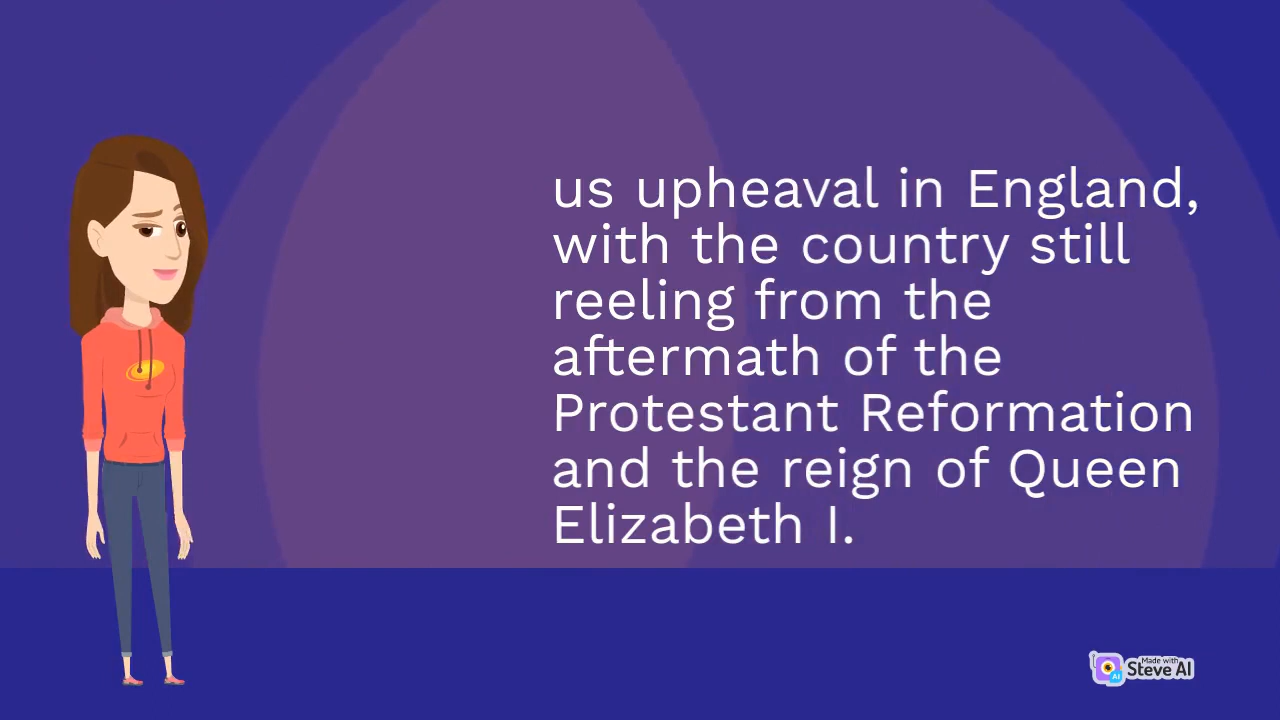 us upheaval in England,
with the country still
reeling from the
aftermath of the
Protestant Reformation
and the reign of Queen
Elizabeth I.
Made with
Steve AI
AI